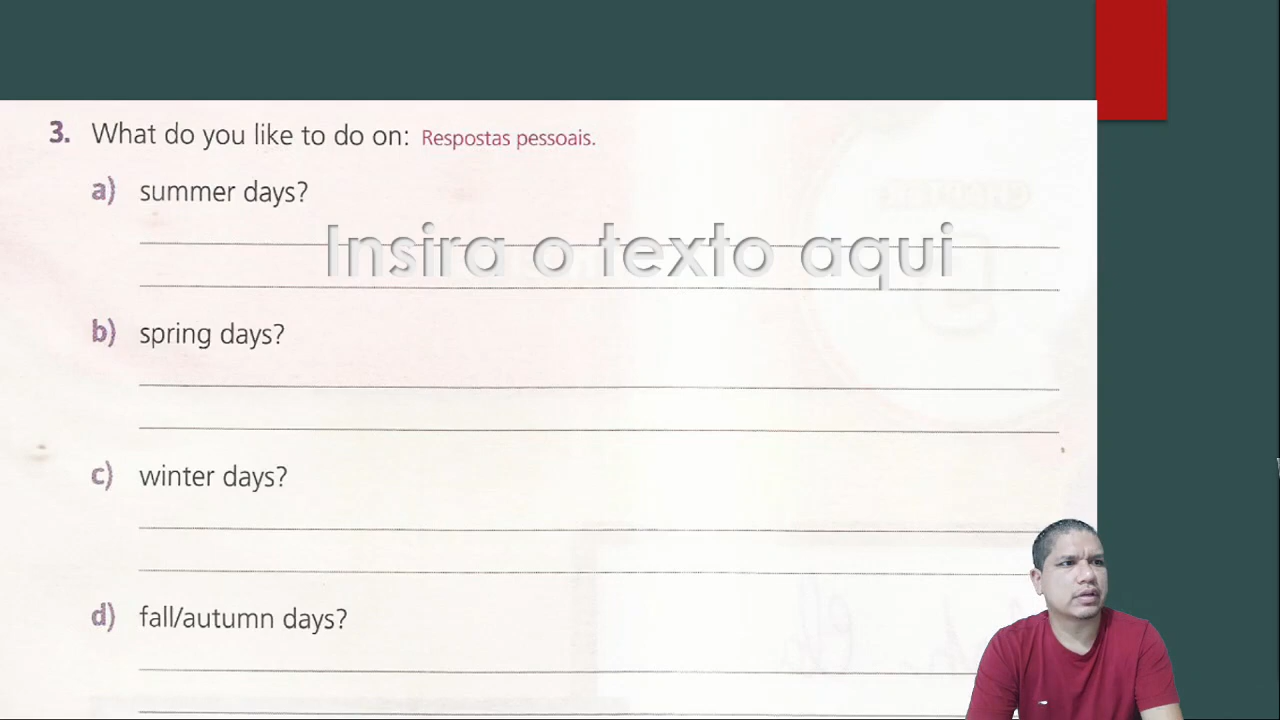 3. What do you like to do on: Respostas pessoais.
a) summer days?
Insira o texto aqui
b) spring days?
c) winter days?
d) fall/autumn days?